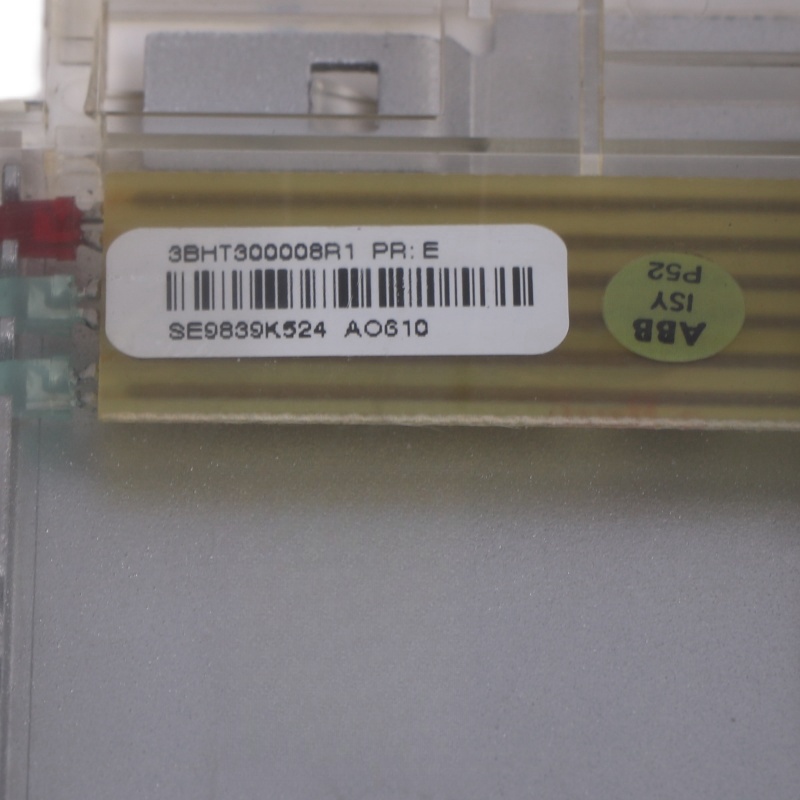 3BHT300008R1 PR: E
SE9839K524 AO610
ABB
ISY
P52